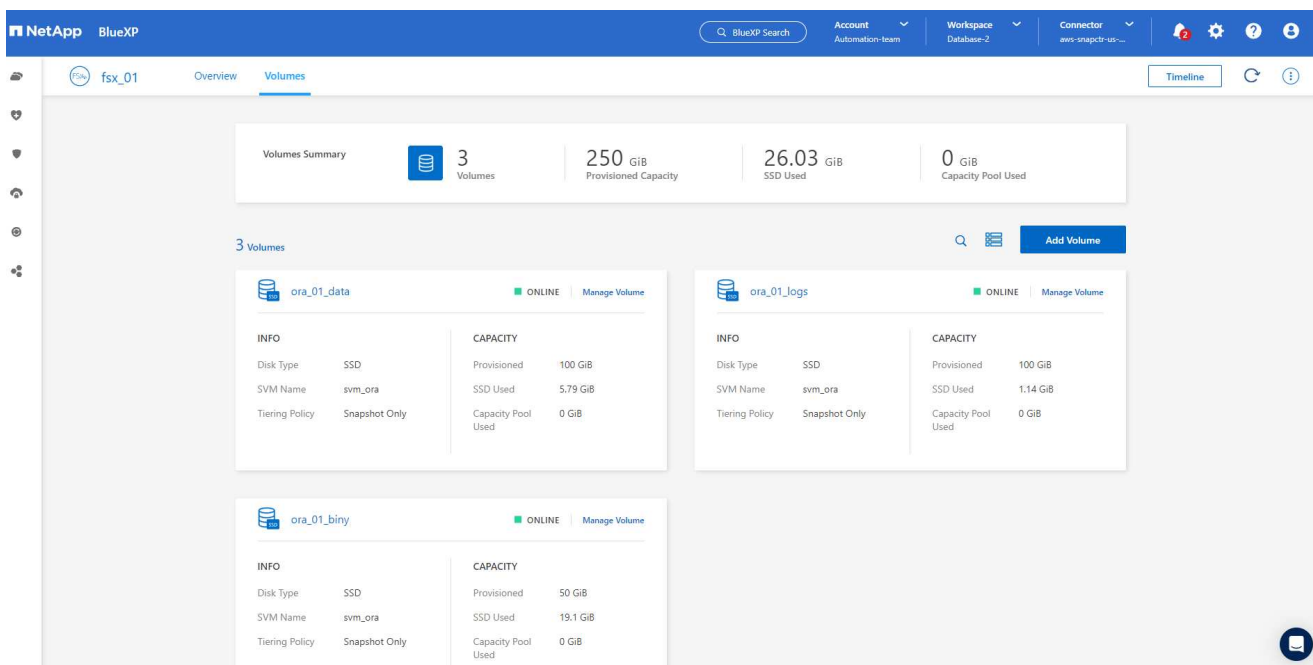 NetApp BlueXP
BlueXP Search
Account
Automation-team
Workspace
Database-2
Connector
aws-snapctr-us-...
2
FSx
fsx_01
Overview
Volumes
Timeline
Volumes Summary
3
Volumes
250 GiB
Provisioned Capacity
26.03 GiB
SSD Used
0 GiB
Capacity Pool Used
3 Volumes
Add Volume
ora_01_data
ONLINE
Manage Volume
INFO
Disk Type SSD
SVM Name svm_ora
Tiering Policy Snapshot Only
CAPACITY
Provisioned 100 GiB
SSD Used 5.79 GiB
Capacity Pool 0 GiB
Used
ora_01_logs
ONLINE
Manage Volume
INFO
Disk Type SSD
SVM Name svm_ora
Tiering Policy Snapshot Only
CAPACITY
Provisioned 100 GiB
SSD Used 1.14 GiB
Capacity Pool 0 GiB
Used
ora_01_biny
ONLINE
Manage Volume
INFO
Disk Type SSD
SVM Name svm_ora
Tiering Policy Snapshot Only
CAPACITY
Provisioned 50 GiB
SSD Used 19.1 GiB
Capacity Pool 0 GiB
Used